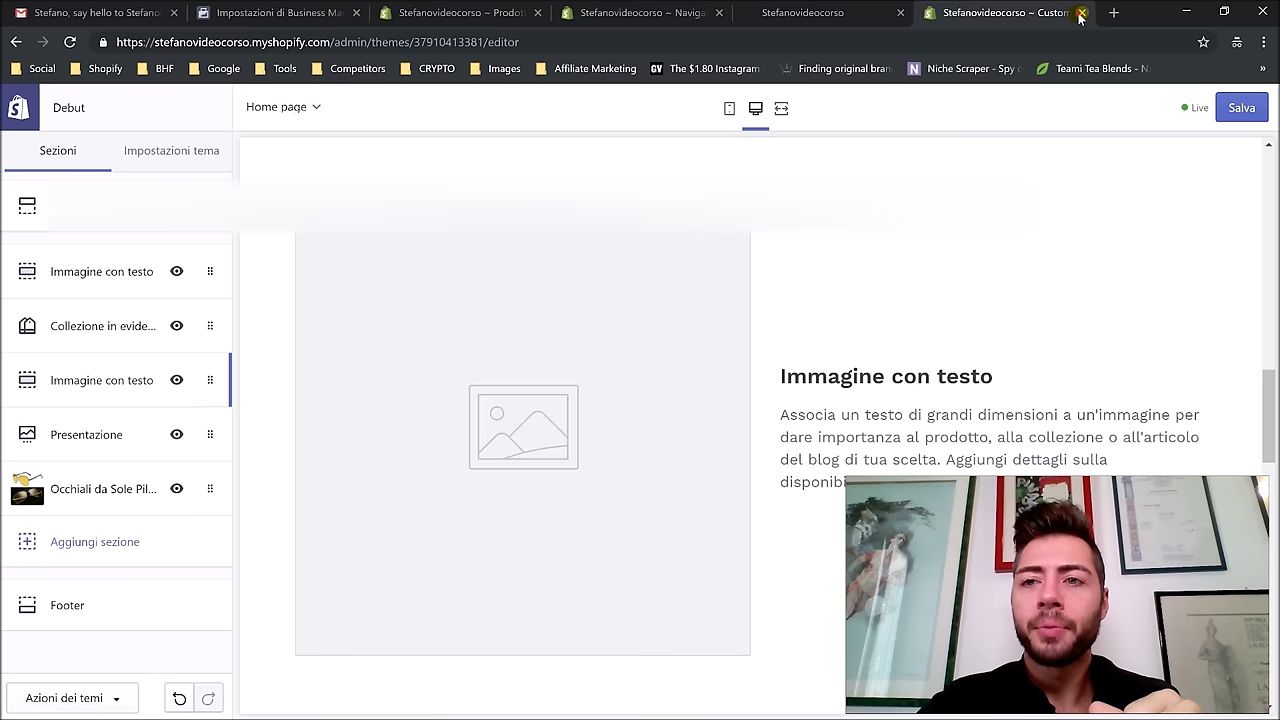 Stefano, say hello to Stefano
Impostazioni di Business Ma
Stefanovideocorso ~ Prodot
Stefanovideocorso ~ Naviga
Stefanovideocorso
Stefanovideocorso ~ Custom
https://stefanovideocorso.myshopify.com/admin/themes/37910413381/editor
Social
Shopify
BHF
Google
Tools
Competitors
CRYPTO
Images
Affiliate Marketing
GV The $1.80 Instagram
Finding original bran
N Niche Scraper - Spy
Teami Tea Blends - N
»
Debut
Home page
Live
Salva
Sezioni
Impostazioni tema
Immagine con testo
Collezione in evide...
Immagine con testo
Presentazione
Occhiali da Sole Pil...
Aggiungi sezione
Footer
Azioni dei temi
Immagine con testo
Associa un testo di grandi dimensioni a un'immagine per
dare importanza al prodotto, alla collezione o all'articolo
del blog di tua scelta. Aggiungi dettagli sulla
disponibi